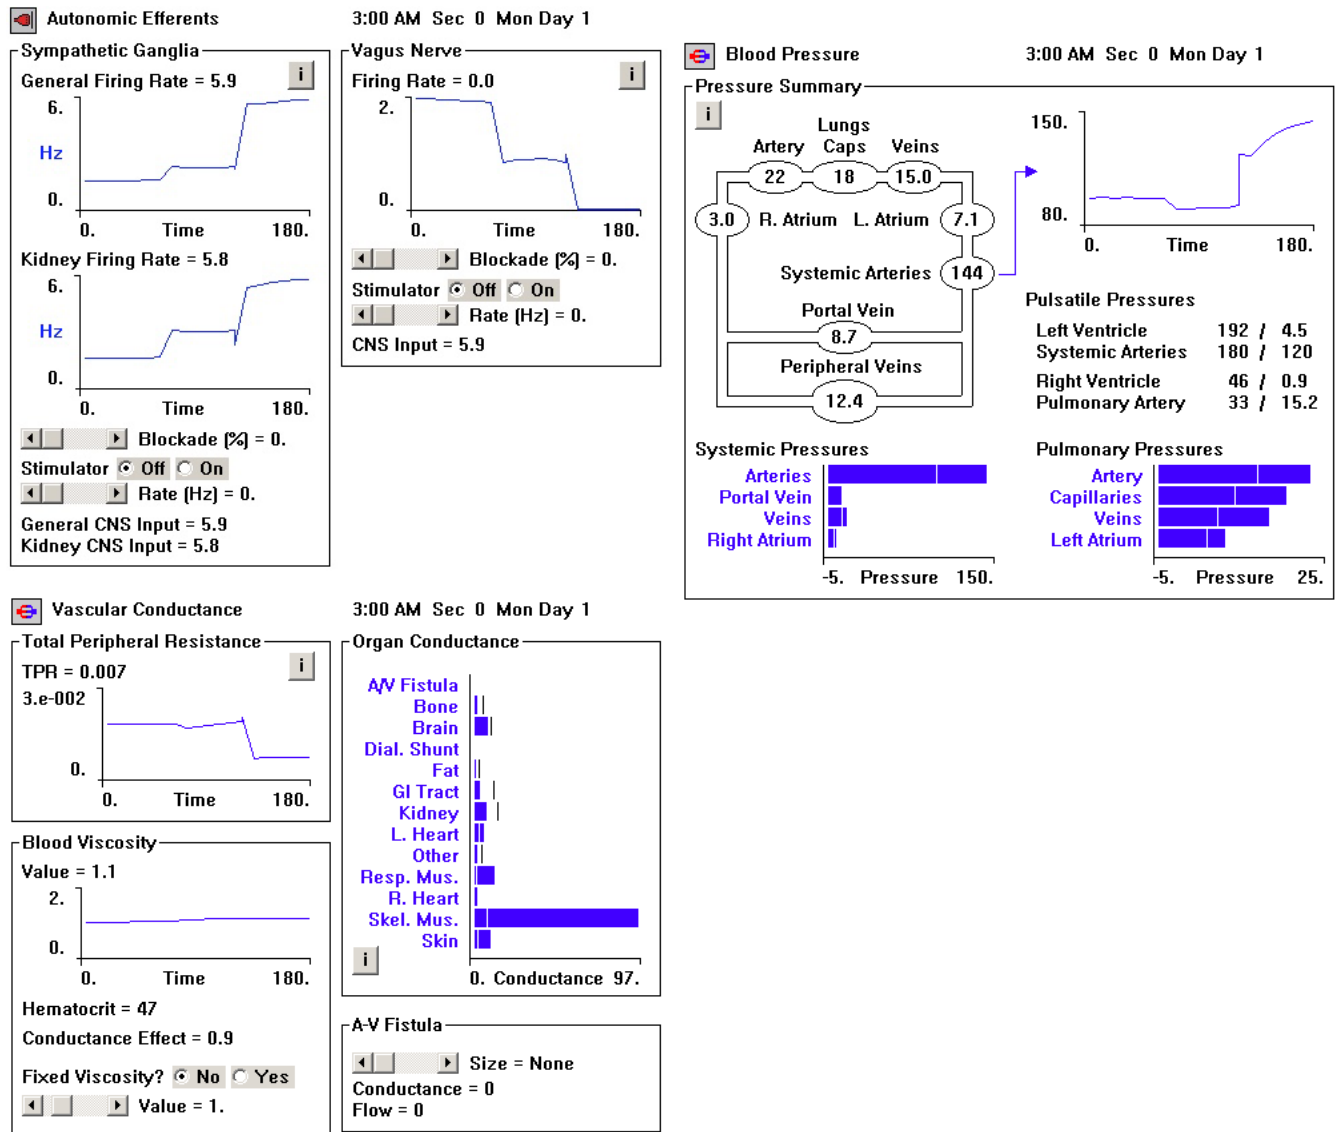 Autonomic Efferents 3:00 AM Sec 0 Mon Day 1
Sympathetic Ganglia
General Firing Rate = 5.9
i
6.
Hz
0.
0. Time 180.
Kidney Firing Rate = 5.8
6.
Hz
0.
0. Time 180.
Blockade (%) = 0.
Stimulator Off On
Rate (Hz) = 0.
General CNS Input = 5.9
Kidney CNS Input = 5.8
Vagus Nerve
Firing Rate = 0.0
i
2.
0.
0. Time 180.
Blockade (%) = 0.
Stimulator Off On
Rate (Hz) = 0.
CNS Input = 5.9
Blood Pressure 3:00 AM Sec 0 Mon Day 1
Pressure Summary
i
Lungs
Artery Caps Veins
22 18 15.0
3.0 R. Atrium L. Atrium 7.1
Systemic Arteries 144
Portal Vein
8.7
Peripheral Veins
12.4
150.
80.
0. Time 180.
Pulsatile Pressures
Left Ventricle 192 / 4.5
Systemic Arteries 180 / 120
Right Ventricle 46 / 0.9
Pulmonary Artery 33 / 15.2
Systemic Pressures
Arteries
Portal Vein
Veins
Right Atrium
-5. Pressure 150.
Pulmonary Pressures
Artery
Capillaries
Veins
Left Atrium
-5. Pressure 25.
Vascular Conductance 3:00 AM Sec 0 Mon Day 1
Total Peripheral Resistance
i
TPR = 0.007
3.e-002
0.
0. Time 180.
Blood Viscosity
Value = 1.1
2.
0.
0. Time 180.
Hematocrit = 47
Conductance Effect = 0.9
Fixed Viscosity? No Yes
Value = 1.
Organ Conductance
A/V Fistula
Bone
Brain
Dial. Shunt
Fat
GI Tract
Kidney
L. Heart
Other
Resp. Mus.
R. Heart
Skel. Mus.
Skin
i
0. Conductance 97.
A-V Fistula
Size = None
Conductance = 0
Flow = 0